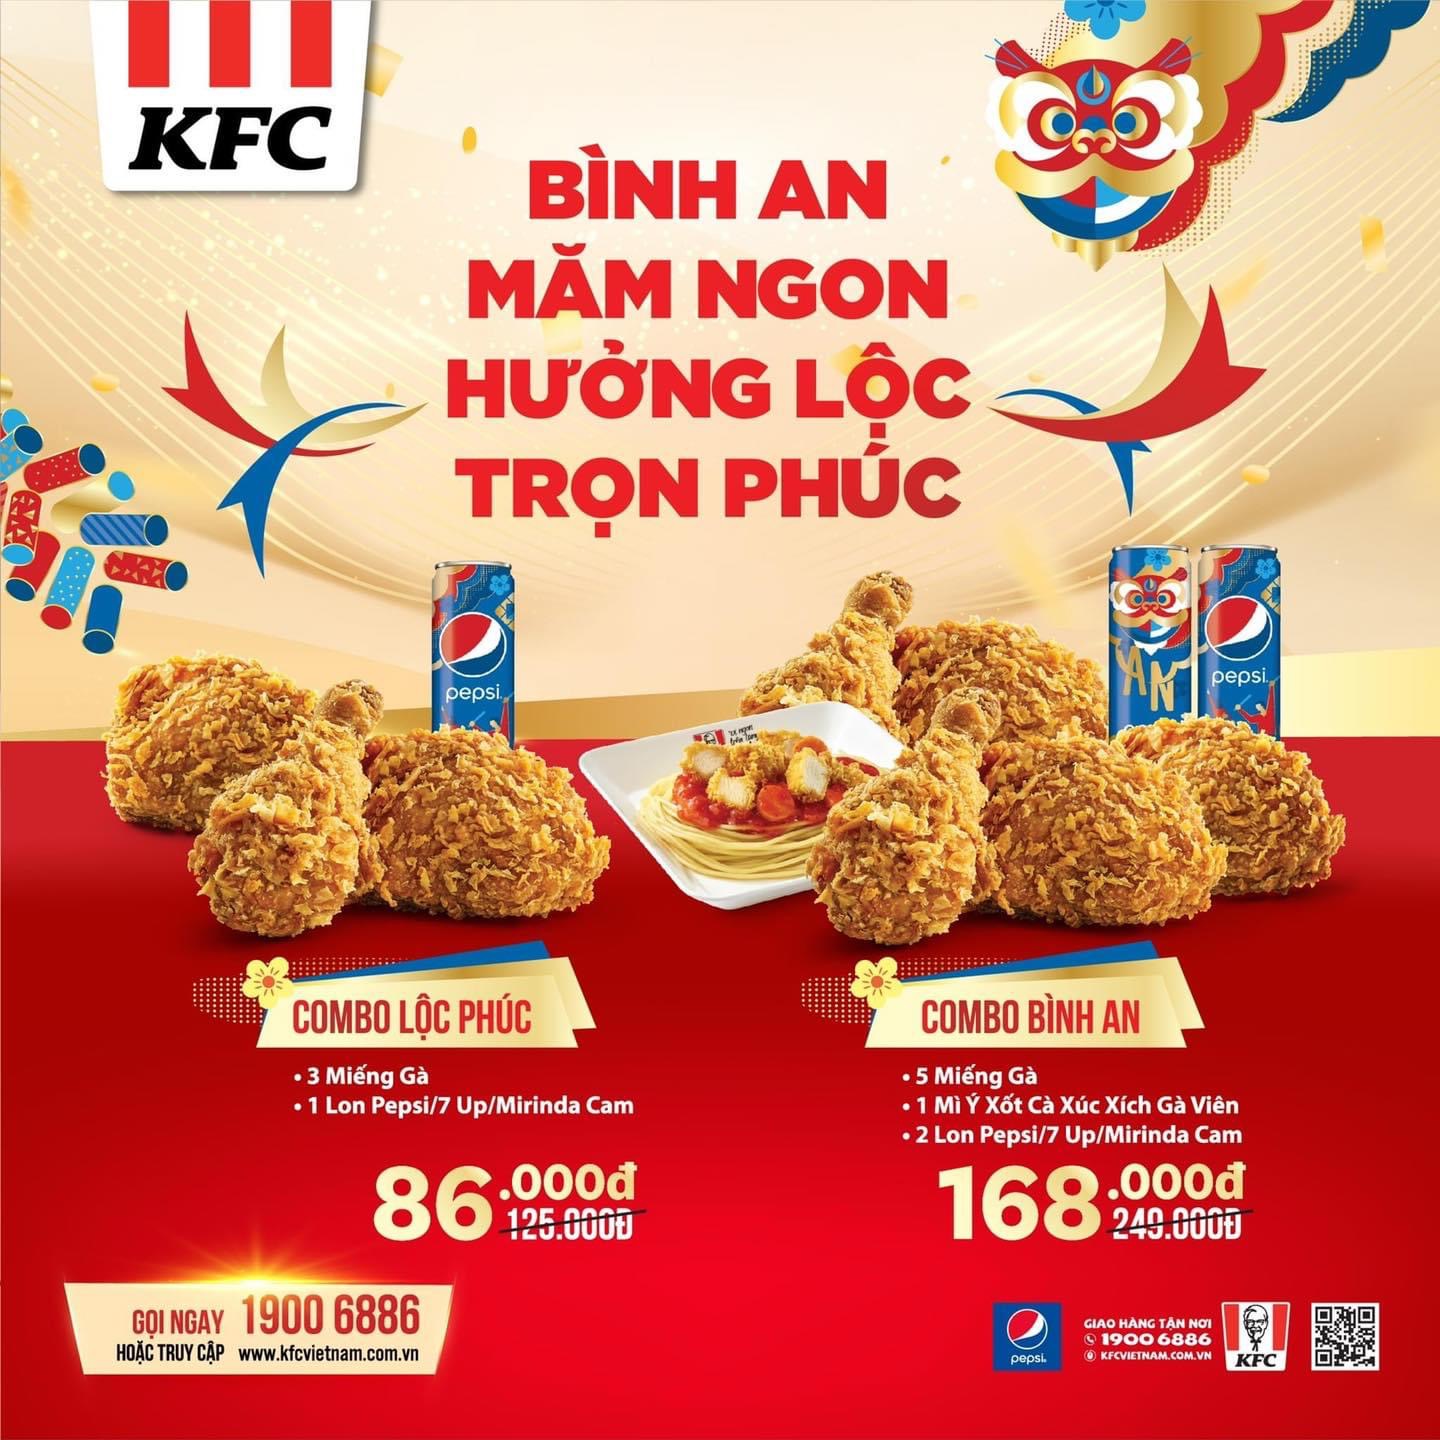 KFC
BÌNH AN
MĂM NGON
HƯỞNG LỘC
TRỌN PHÚC
pepsi
AN
pepsi
COMBO LỘC PHÚC
• 3 Miếng Gà
• 1 Lon Pepsi/7 Up/Mirinda Cam
86.000đ
125.000Đ
COMBO BÌNH AN
• 5 Miếng Gà
• 1 Mì Ý Xốt Cà Xúc Xích Gà Viên
• 2 Lon Pepsi/7 Up/Mirinda Cam
168.000đ
249.000Đ
GỌI NGAY 1900 6886
HOẶC TRUY CẬP www.kfcvietnam.com.vn
pepsi
GIAO HÀNG TẬN NƠI
1900 6886
KFCVIETNAM.COM.VN
KFC